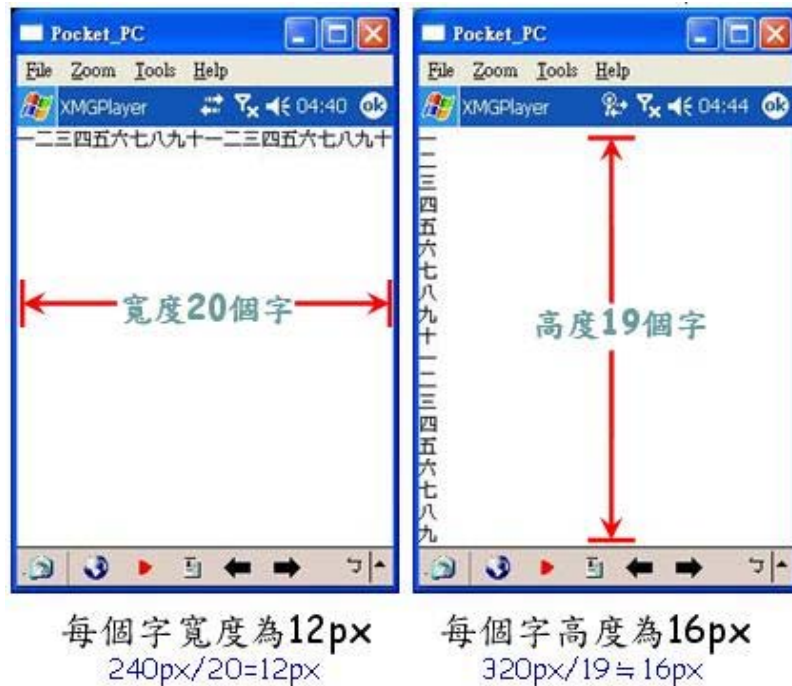 Pocket_PC
File Zoom Tools Help
XMGPlayer 04:40 ok
一二三四五六七八九十一二三四五六七八九十
寬度20個字
ㄅ
每個字寬度為12px
240px/20=12px
Pocket_PC
File Zoom Tools Help
XMGPlayer 04:44 ok
一
二
三
四
五
六
七
八
九
十
一
二
三
四
五
六
七
八
九
高度19個字
ㄅ
每個字高度為16px
320px/19≒16px